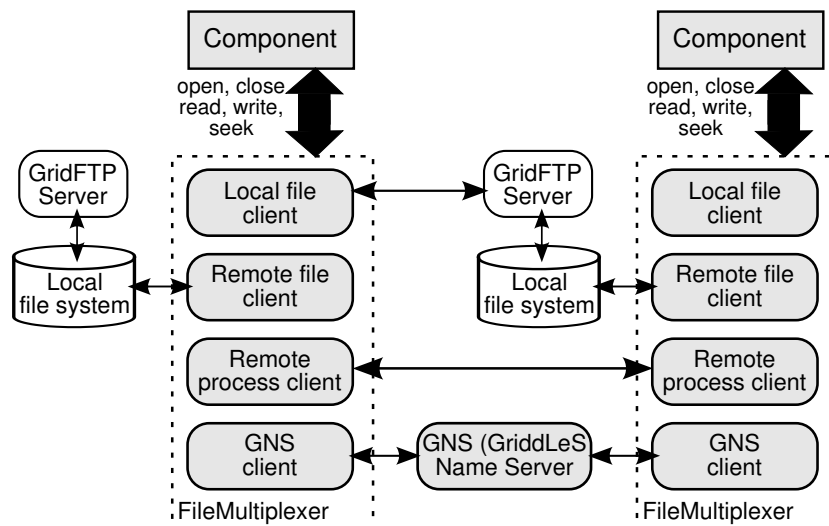 Component
open, close
read, write,
seek
GridFTP
Server
Local
file system
Local file
client
Remote file
client
Remote
process client
GNS
client
FileMultiplexer
GridFTP
Server
Local
file system
GNS (GriddLeS
Name Server
Component
open, close
read, write,
seek
Local file
client
Remote file
client
Remote
process client
GNS
client
FileMultiplexer